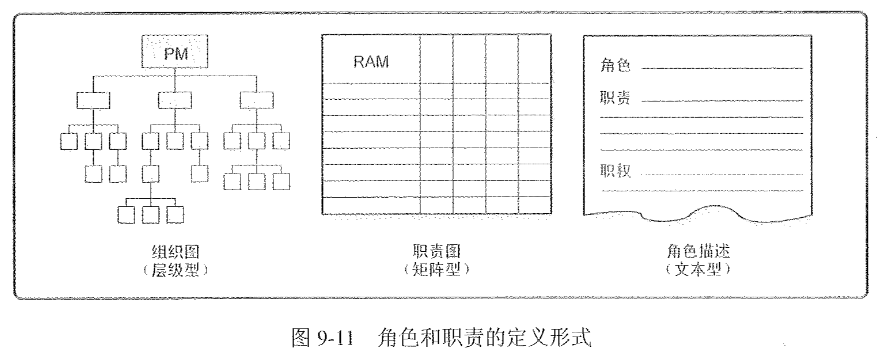 PM
组织图
（层级型）
RAM
职责图
（矩阵型）
角色
职责
职权
角色描述
（文本型）
图 9-11 角色和职责的定义形式